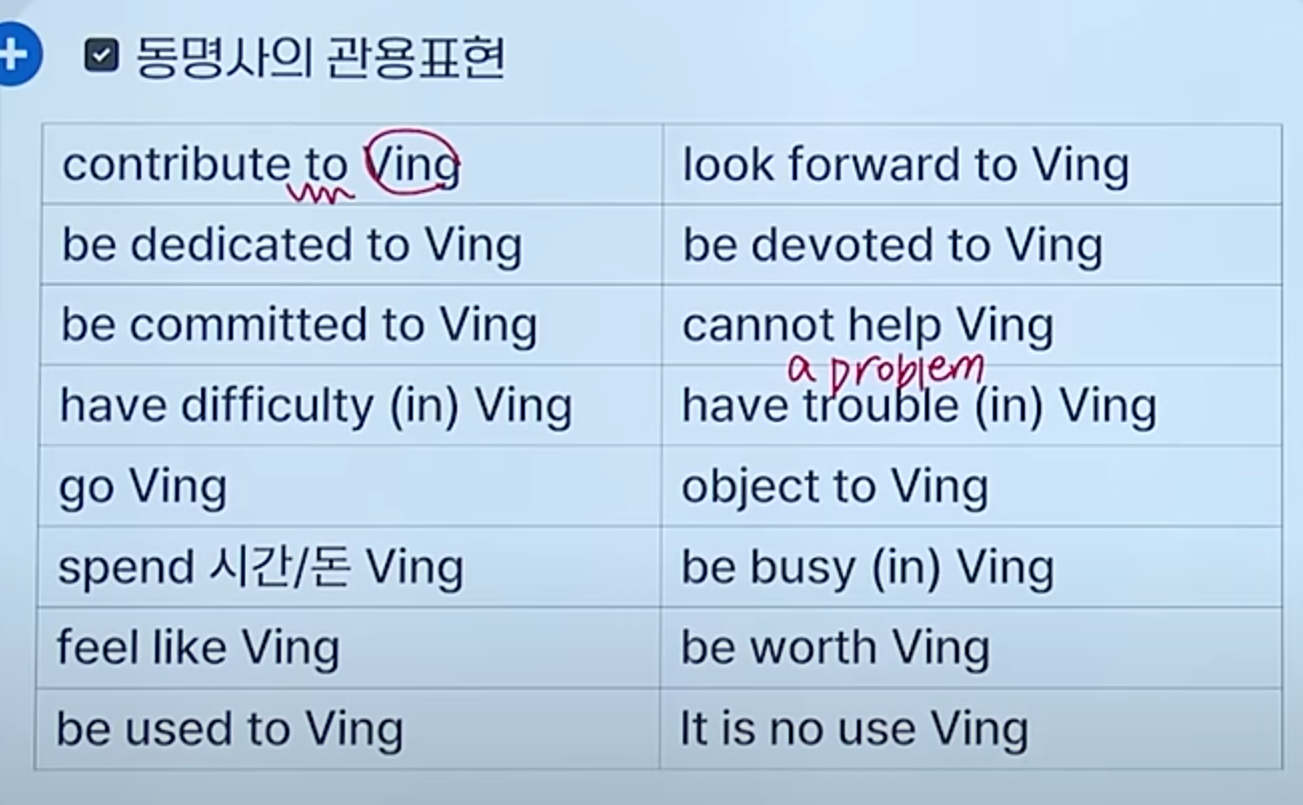 동명사의 관용표현
contribute to Ving
look forward to Ving
be dedicated to Ving
be devoted to Ving
be committed to Ving
cannot help Ving
a problem
have difficulty (in) Ving
have trouble (in) Ving
go Ving
object to Ving
spend 시간/돈 Ving
be busy (in) Ving
feel like Ving
be worth Ving
be used to Ving
It is no use Ving